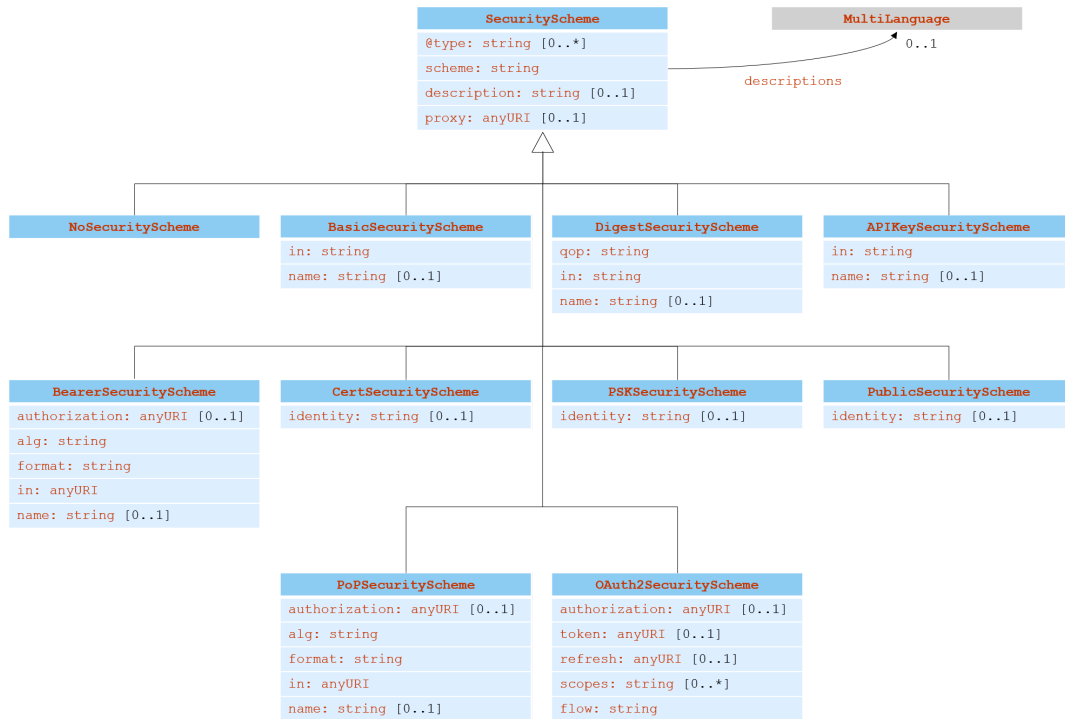 SecurityScheme
@type: string [0..*]
scheme: string
description: string [0..1]
proxy: anyURI [0..1]
MultiLanguage
0..1
descriptions
NoSecurityScheme
BasicSecurityScheme
in: string
name: string [0..1]
DigestSecurityScheme
qop: string
in: string
name: string [0..1]
APIKeySecurityScheme
in: string
name: string [0..1]
BearerSecurityScheme
authorization: anyURI [0..1]
alg: string
format: string
in: anyURI
name: string [0..1]
CertSecurityScheme
identity: string [0..1]
PSKSecurityScheme
identity: string [0..1]
PublicSecurityScheme
identity: string [0..1]
PoPSecurityScheme
authorization: anyURI [0..1]
alg: string
format: string
in: anyURI
name: string [0..1]
OAuth2SecurityScheme
authorization: anyURI [0..1]
token: anyURI [0..1]
refresh: anyURI [0..1]
scopes: string [0..*]
flow: string